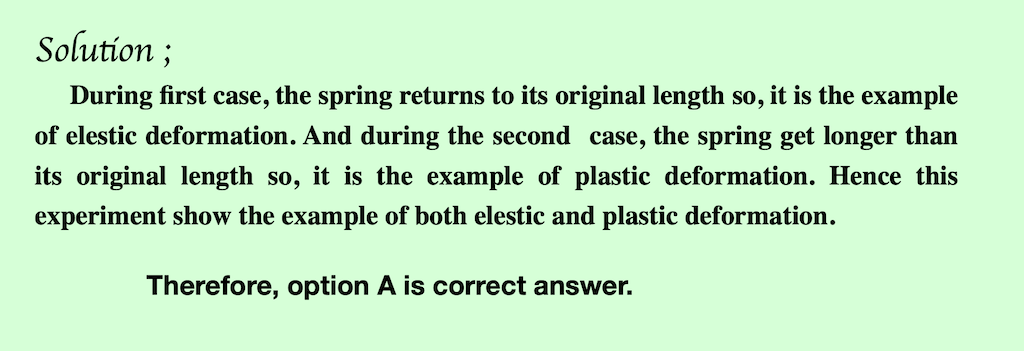 Solution ;
During first case, the spring returns to its original length so, it is the example
of elestic deformation. And during the second case, the spring get longer than
its original length so, it is the example of plastic deformation. Hence this
experiment show the example of both elestic and plastic deformation.
Therefore, option A is correct answer.